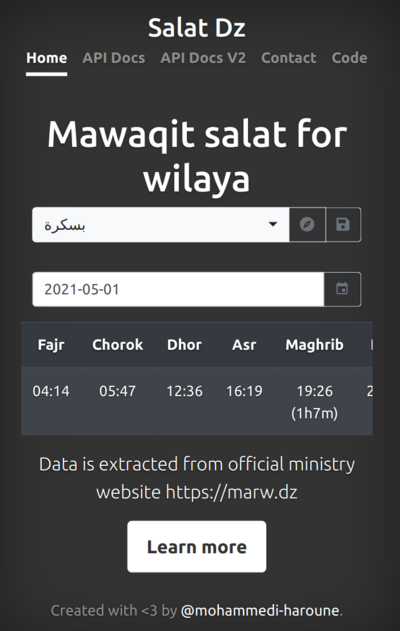 Salat Dz
Home API Docs API Docs V2 Contact Code
Mawaqit salat for
wilaya
بسكرة
2021-05-01
Fajr Chorok Dhor Asr Maghrib
04:14 05:47 12:36 16:19 19:26
(1h7m)
Data is extracted from official ministry
website https://marw.dz
Learn more
Created with <3 by @mohammedi-haroune.